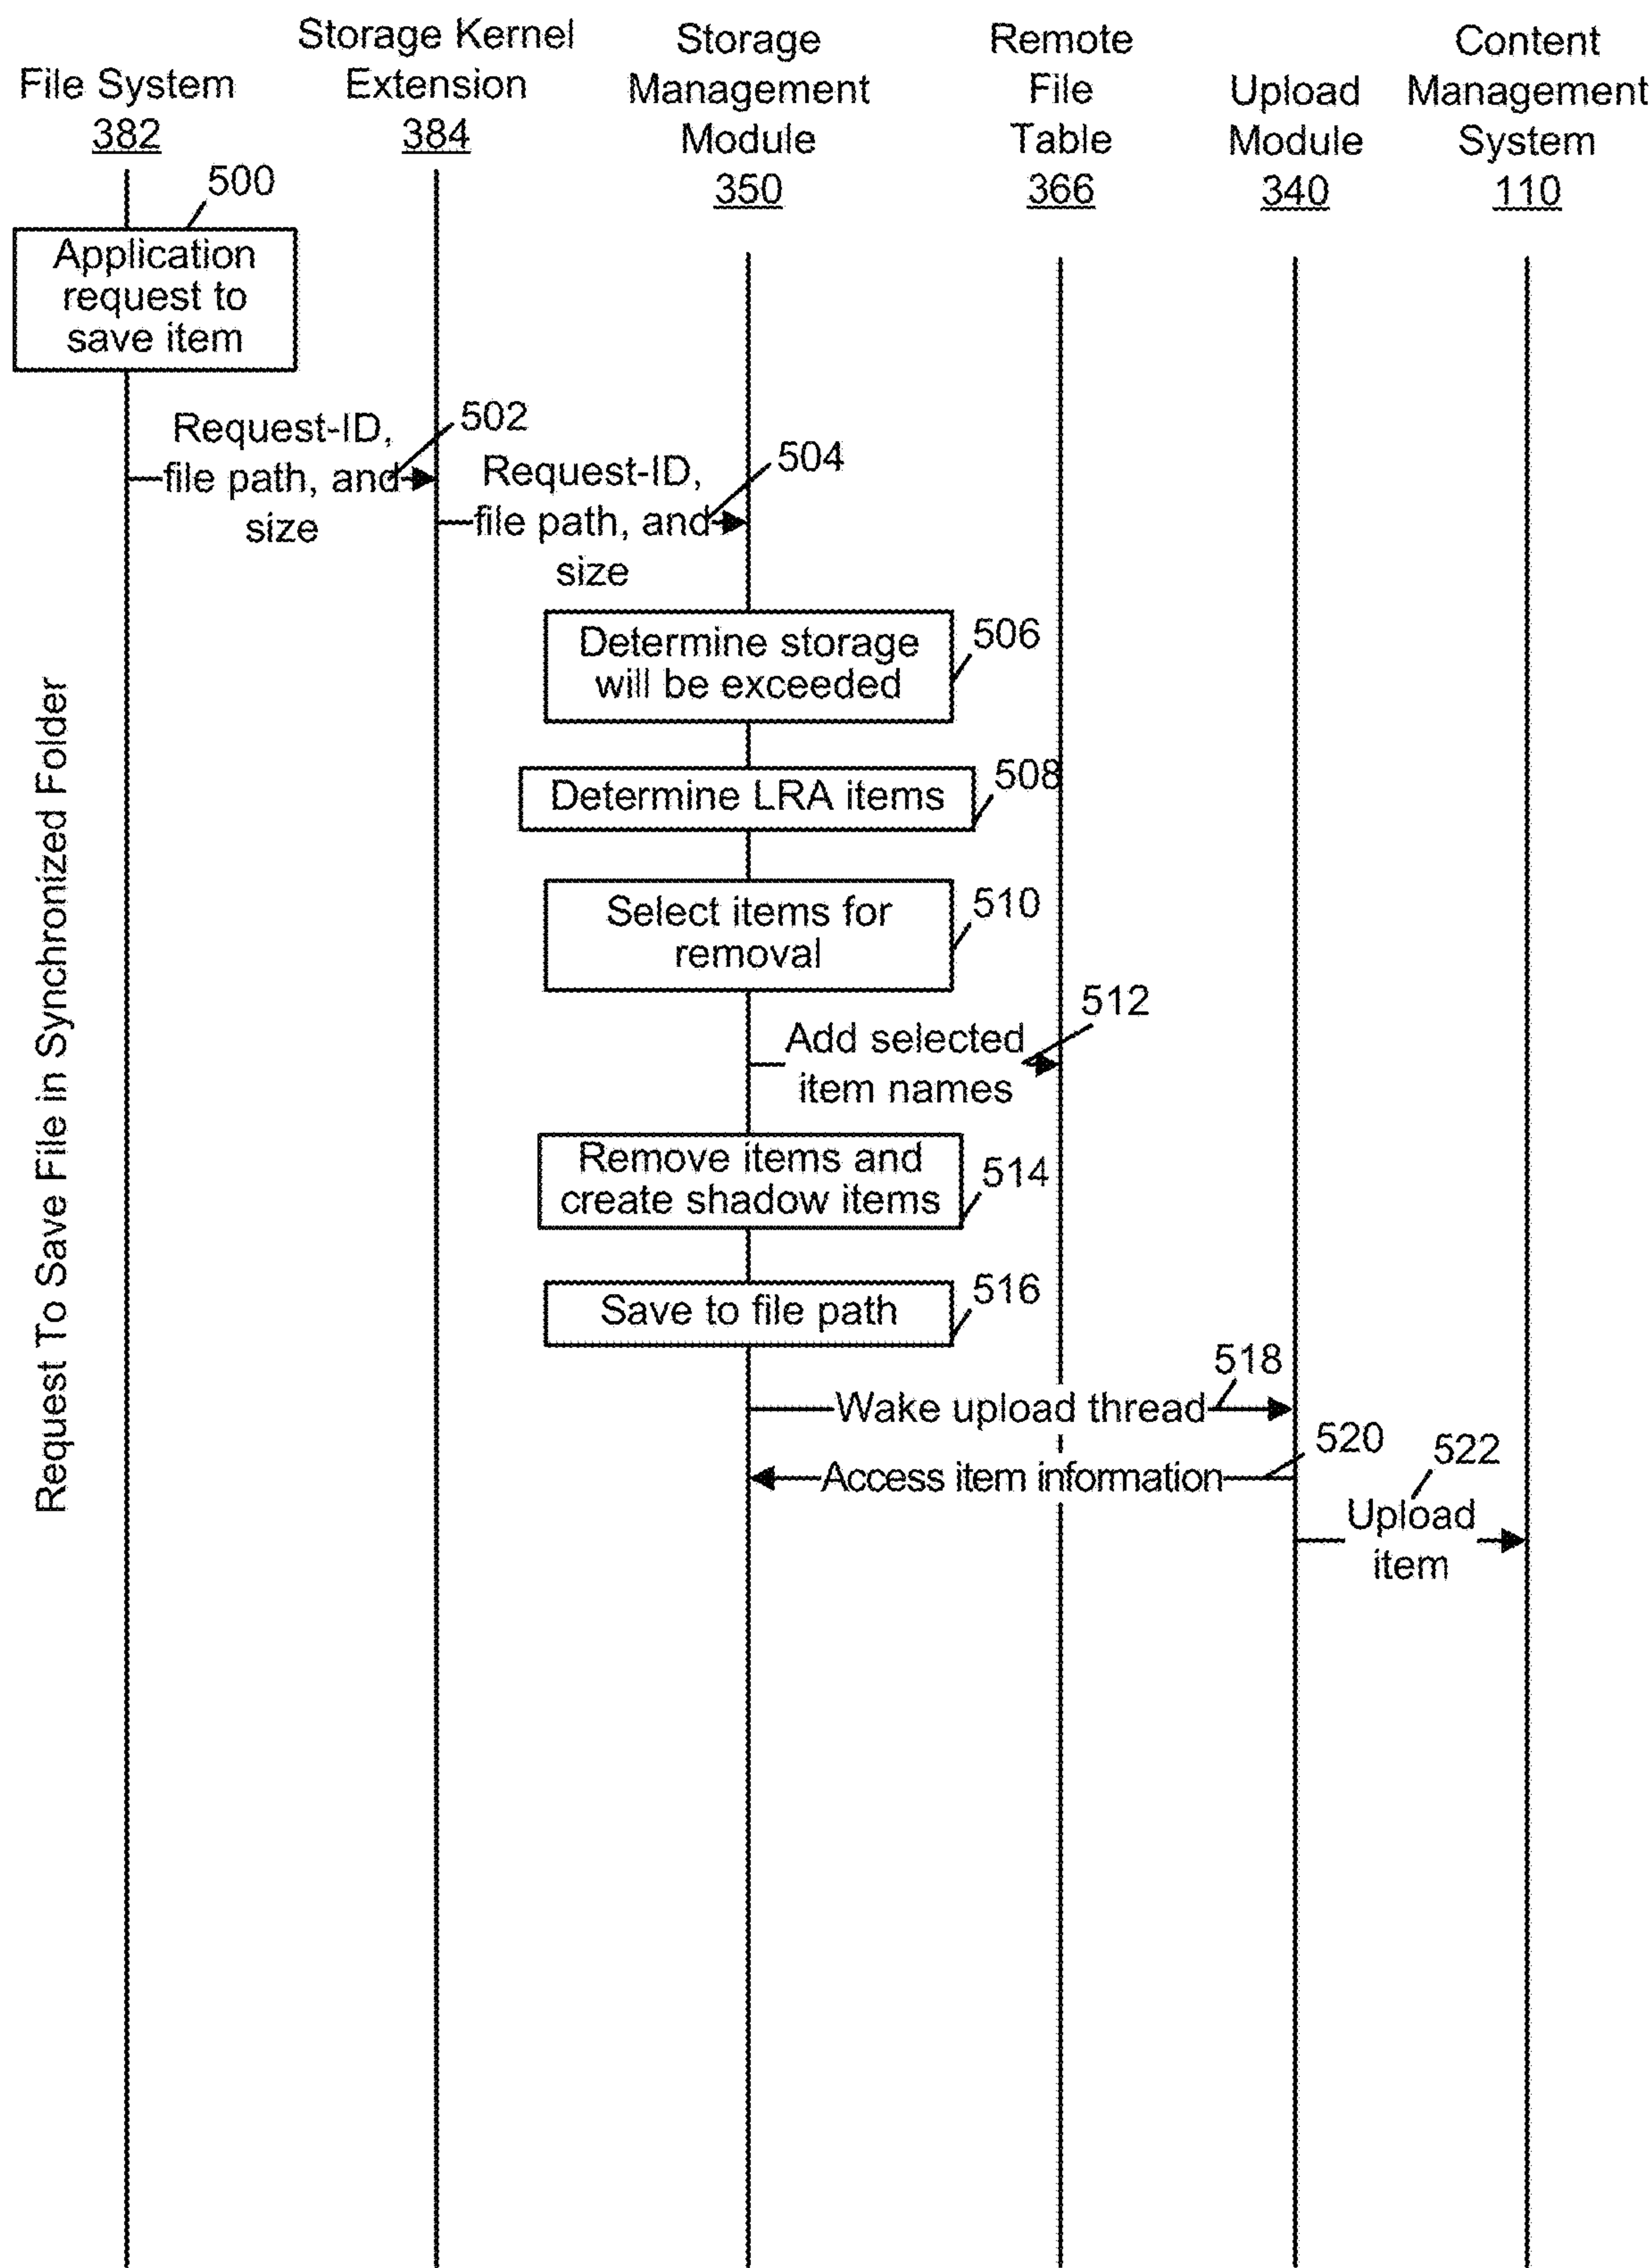 File System
382
Storage Kernel
Extension
384
Storage
Management
Module
350
Remote
File
Table
366
Upload
Module
340
Content
Management
System
110
500
Application
request to
save item
502
Request-ID,
file path, and
size
504
Request-ID,
file path, and
size
Determine storage
will be exceeded
506
Determine LRA items
508
Select items for
removal
510
512
Add selected
item names
Remove items and
create shadow items
514
Save to file path
516
518
Wake upload thread
520
Access item information
522
Upload
item
Request To Save File in Synchronized Folder